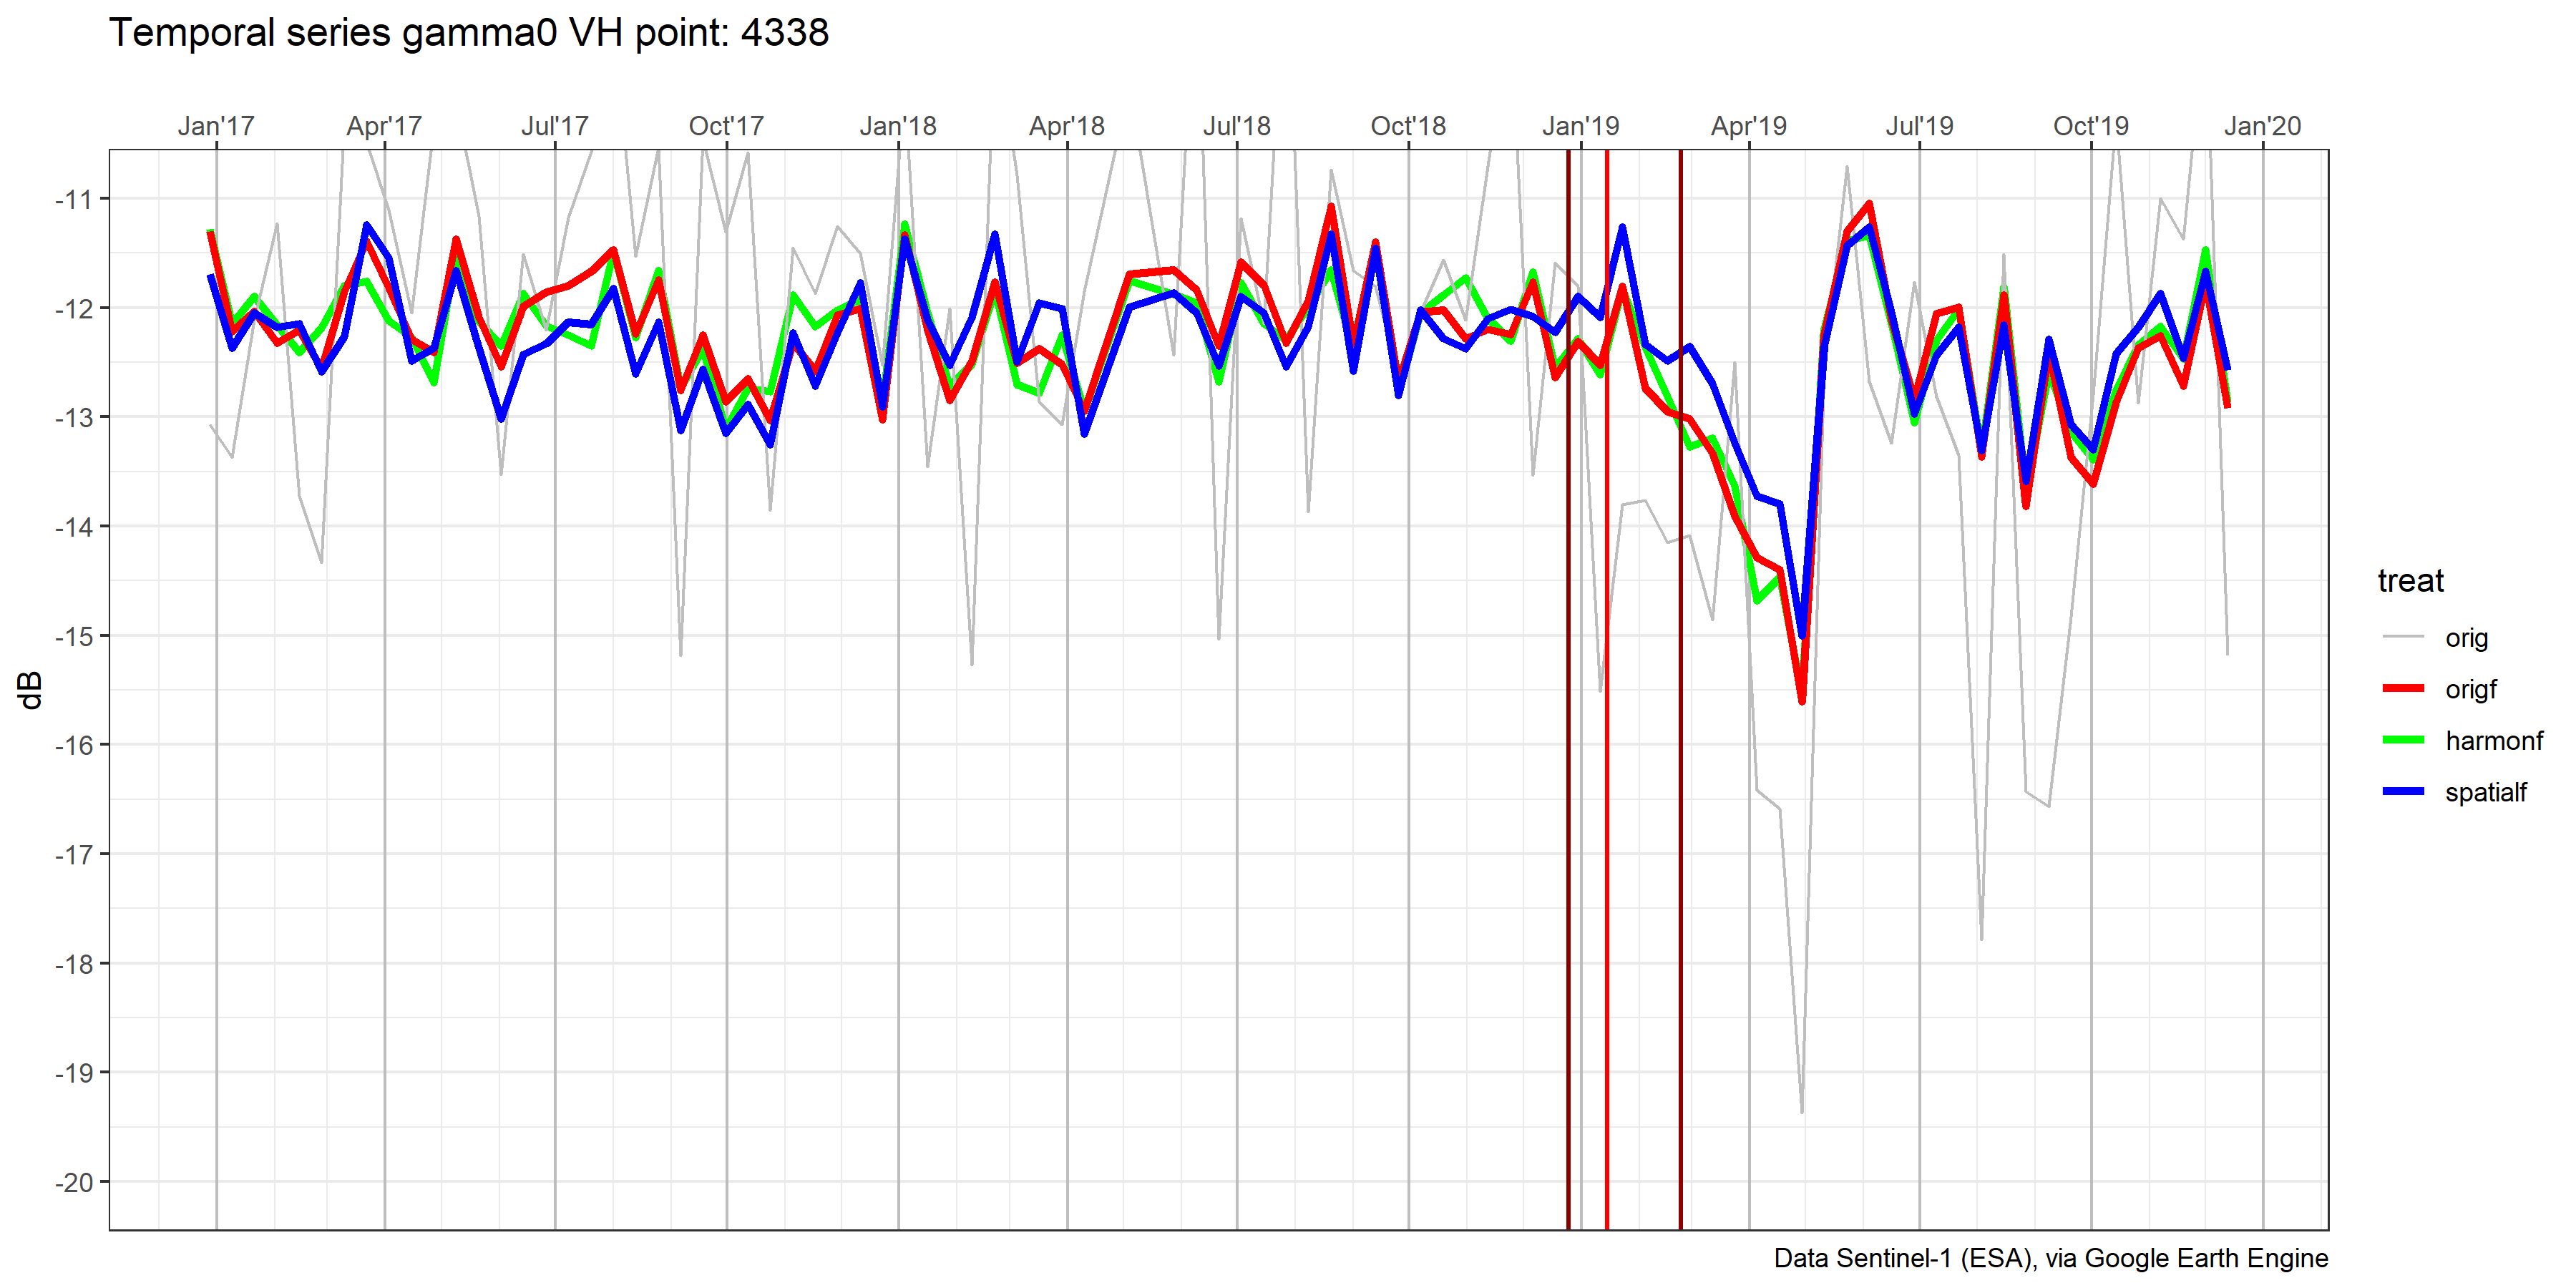 Temporal series gamma0 VH point: 4338
Jan'17 Apr'17 Jul'17 Oct'17 Jan'18 Apr'18 Jul'18 Oct'18 Jan'19 Apr'19 Jul'19 Oct'19 Jan'20
-11
-12
-13
-14
-15
-16
-17
-18
-19
-20
dB
treat
orig
origf
harmonf
spatialf
Data Sentinel-1 (ESA), via Google Earth Engine